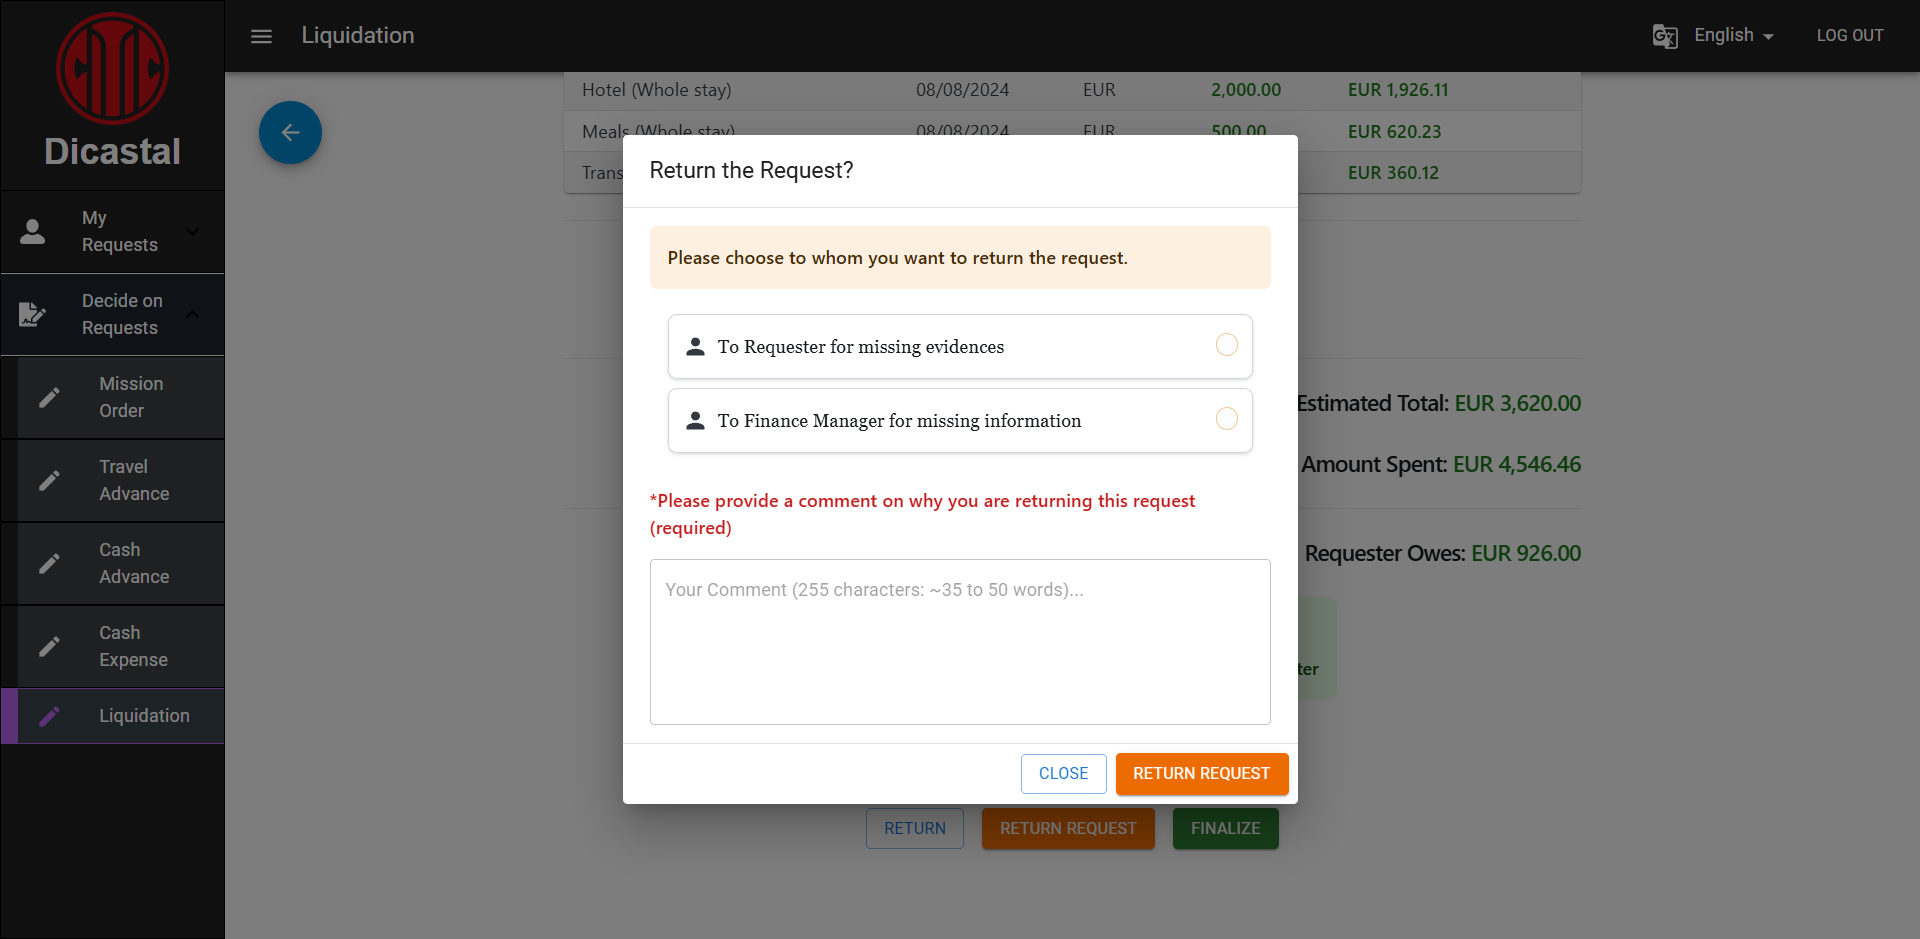 Dicastal
Liquidation
English
LOG OUT
My
Requests
Decide on
Requests
Mission
Order
Travel
Advance
Cash
Advance
Cash
Expense
Liquidation
Hotel (Whole stay) 08/08/2024 EUR 2,000.00 EUR 1,926.11
Meals (Whole stay) 08/08/2024 EUR 500.00 EUR 620.23
Trans EUR 360.12
Return the Request?
Please choose to whom you want to return the request.
To Requester for missing evidences
To Finance Manager for missing information
*Please provide a comment on why you are returning this request
(required)
Your Comment (255 characters: ~35 to 50 words)...
CLOSE
RETURN REQUEST
Estimated Total: EUR 3,620.00
Amount Spent: EUR 4,546.46
Requester Owes: EUR 926.00
ter
RETURN
RETURN REQUEST
FINALIZE